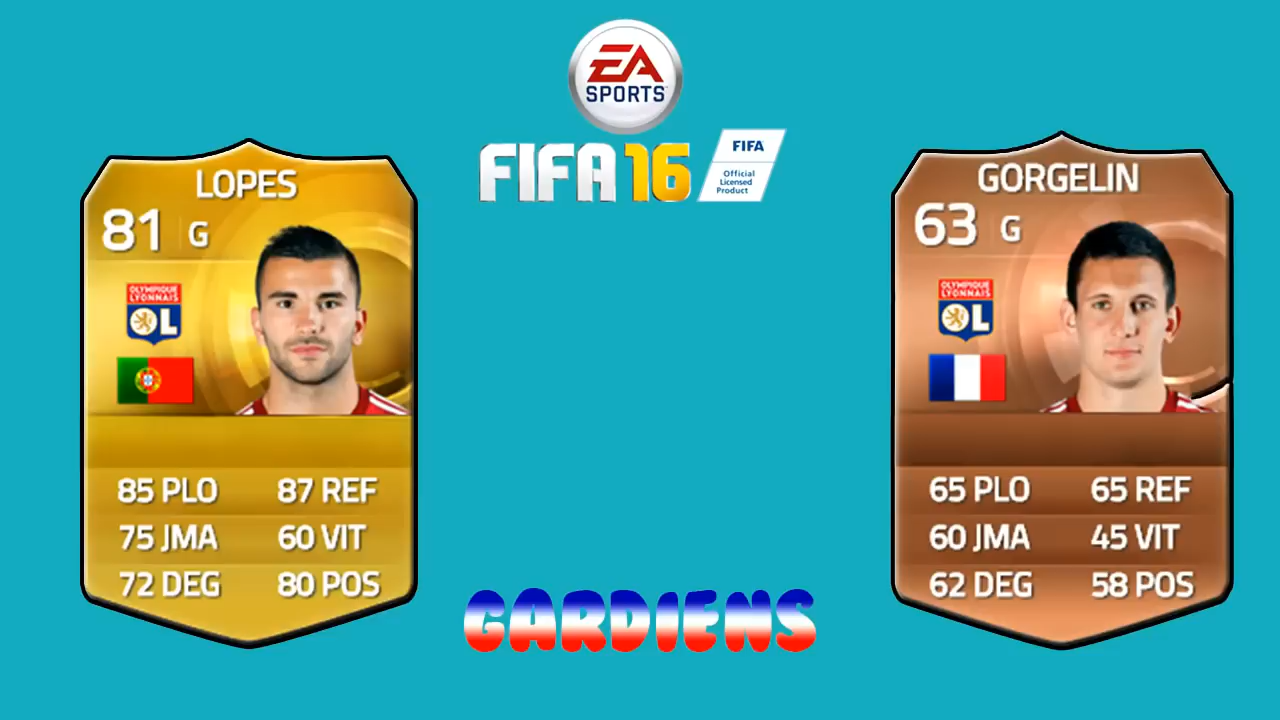 EA
SPORTS
FIFA 16
FIFA
Official
Licensed
Product
LOPES
81 G
OLYMPIQUE
LYONNAIS
OL
85 PLO 87 REF
75 JMA 60 VIT
72 DEG 80 POS
GORGELIN
63 G
OLYMPIQUE
LYONNAIS
OL
65 PLO 65 REF
60 JMA 45 VIT
62 DEG 58 POS
GARDIENS